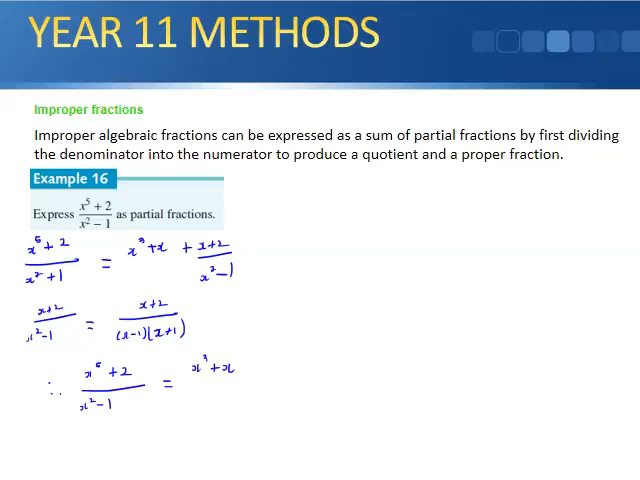 YEAR 11 METHODS
Improper fractions
Improper algebraic fractions can be expressed as a sum of partial fractions by first dividing
the denominator into the numerator to produce a quotient and a proper fraction.
Example 16
Express (x⁵ + 2)/(x² − 1) as partial fractions.
(x⁵ + 2)/(x² + 1) = x³ + x + (x+2)/(x² − 1)
(x+2)/(x² − 1) = (x+2)/((x−1)(x+1))
∴ (x⁵ + 2)/(x² − 1) = x³ + x